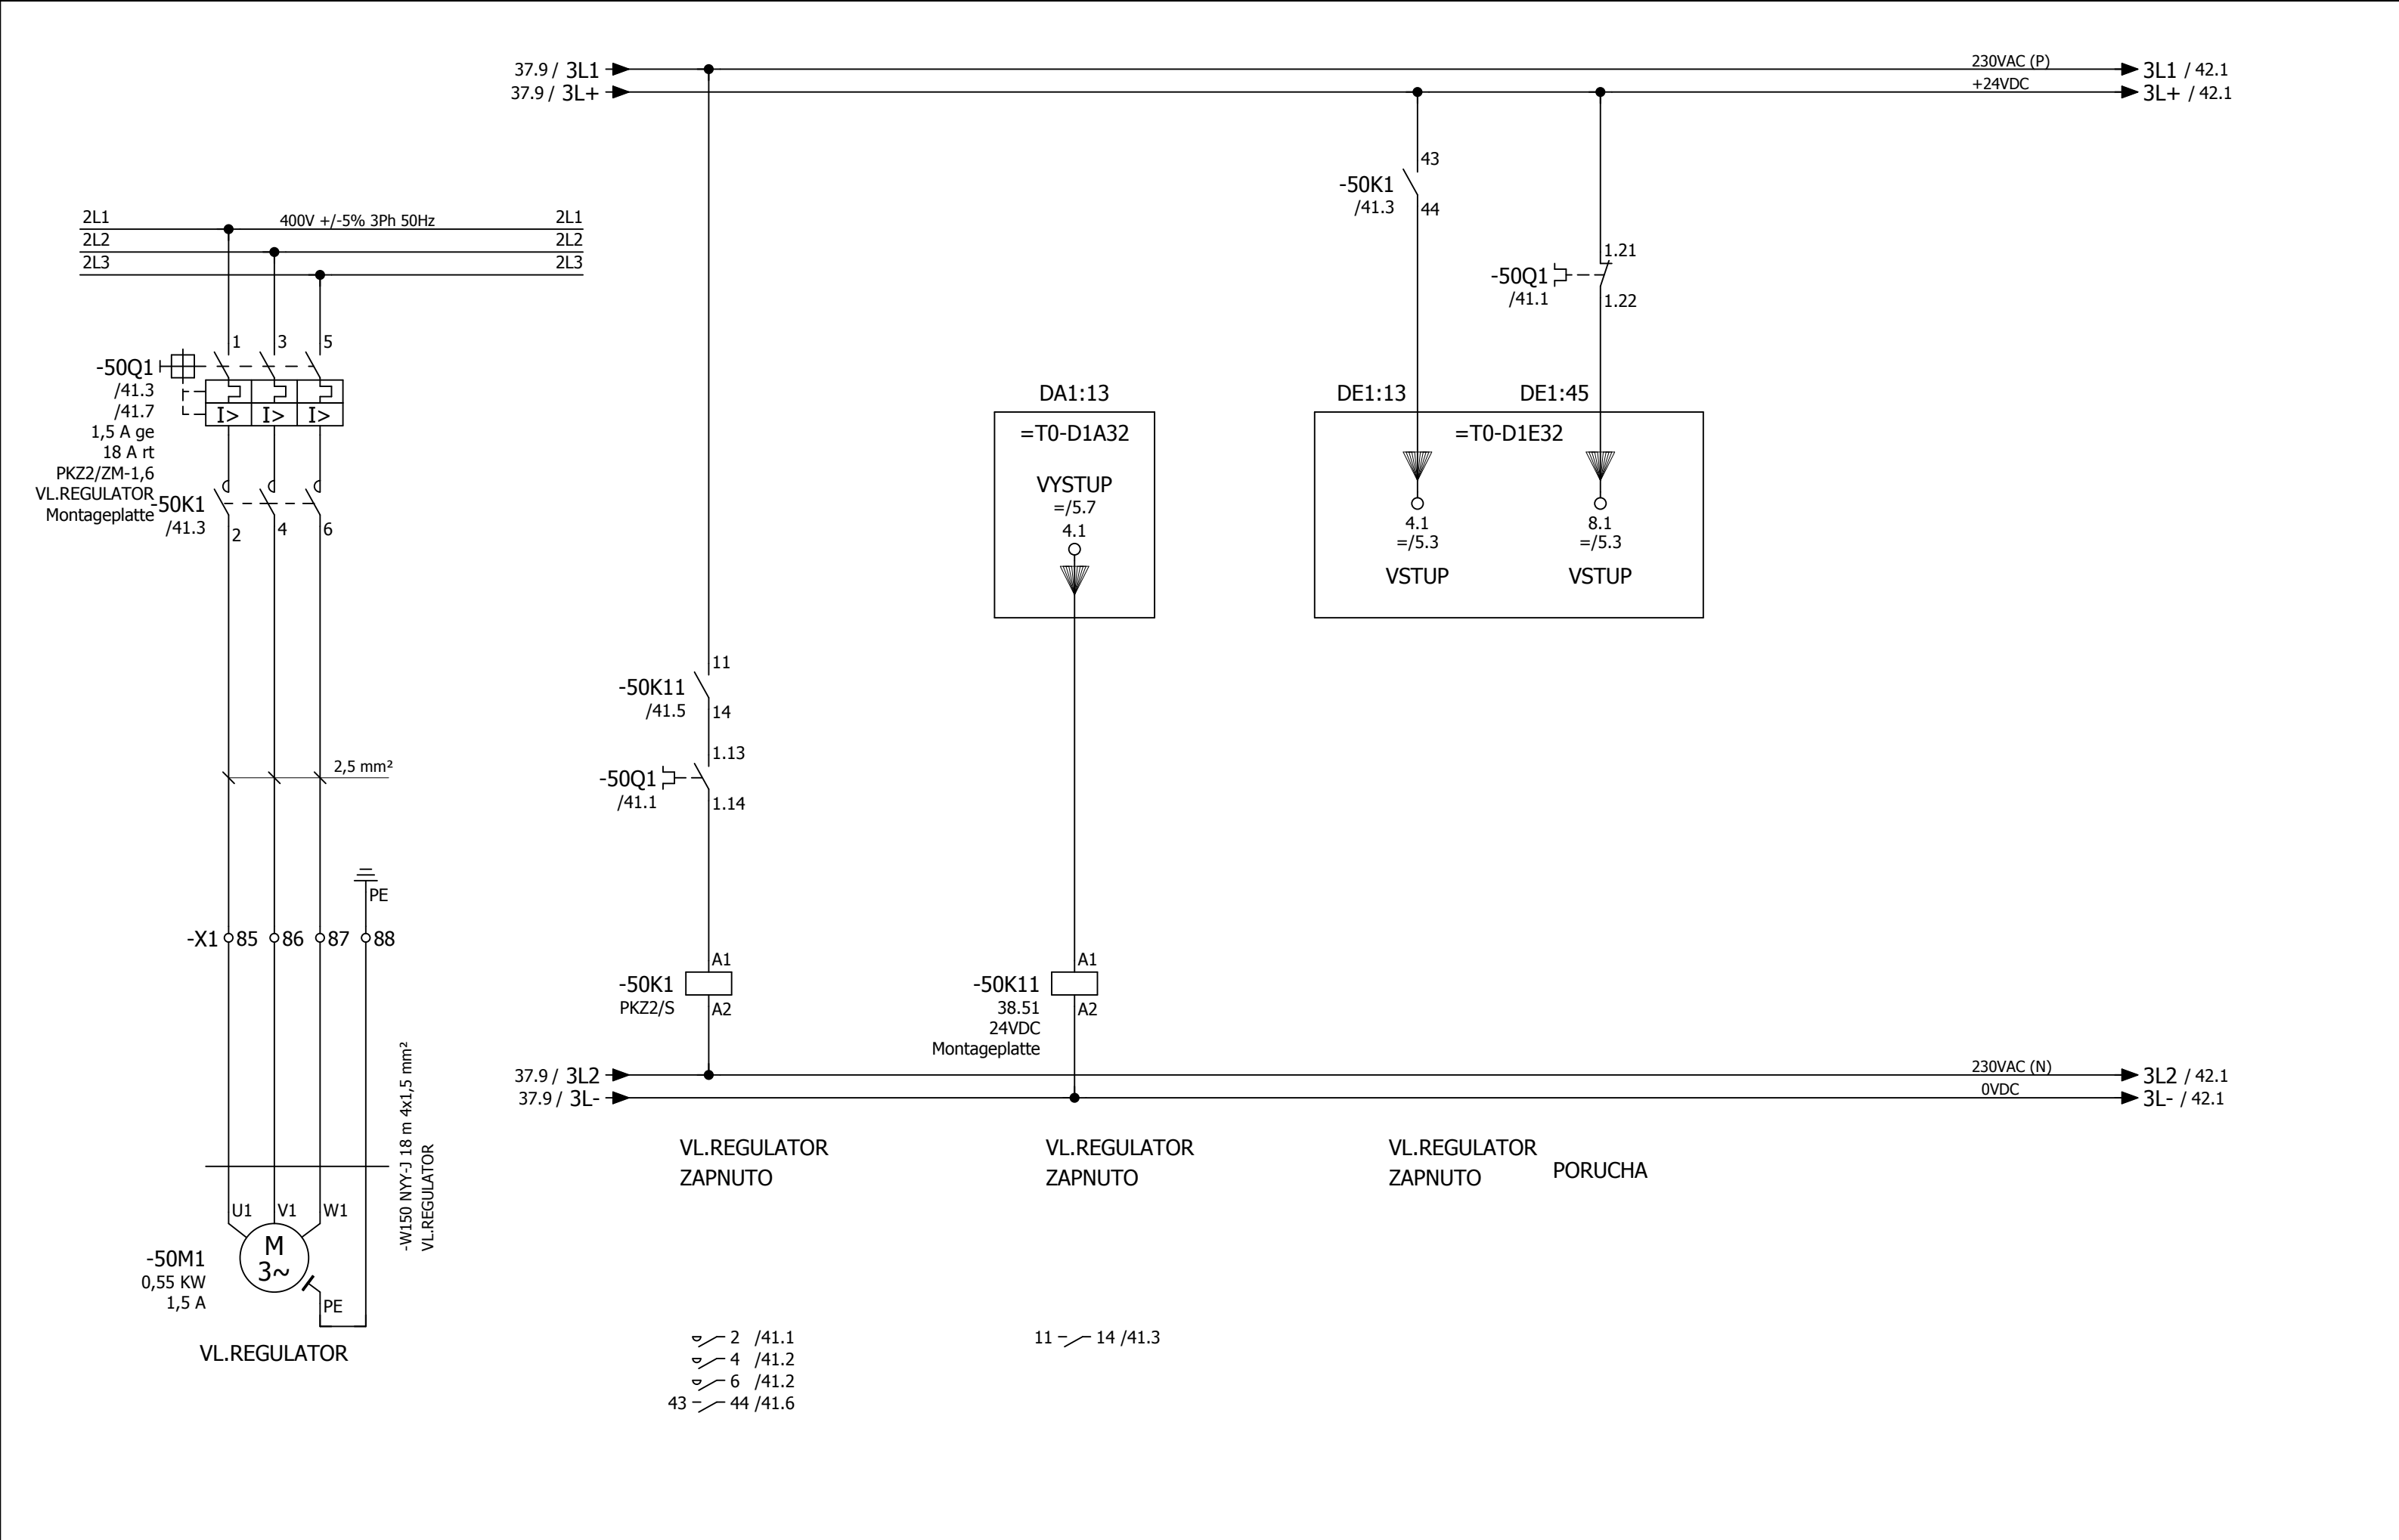 37.9 / 3L1
37.9 / 3L+
230VAC (P)
+24VDC
3L1 / 42.1
3L+ / 42.1
2L1 400V +/-5% 3Ph 50Hz 2L1
2L2 2L2
2L3 2L3
1 3 5
-50Q1
/41.3
/41.7
1,5 A ge
18 A rt
PKZ2/ZM-1,6
VL.REGULATOR
Montageplatte
I> I> I>
-50K1
/41.3
2 4 6
2,5 mm²
PE
-X1 85 86 87 88
-W150 NYY-J 18 m 4x1,5 mm²
VL.REGULATOR
U1 V1 W1
M
3~
-50M1
0,55 KW
1,5 A
PE
VL.REGULATOR
11
-50K11
/41.5
14
1.13
-50Q1
/41.1
1.14
A1
-50K1
PKZ2/S
A2
DA1:13
=T0-D1A32
VYSTUP
=/5.7
4.1
A1
-50K11
38.51
24VDC
Montageplatte
A2
43
-50K1
/41.3
44
1.21
-50Q1
/41.1
1.22
DE1:13 DE1:45
=T0-D1E32
4.1 8.1
=/5.3 =/5.3
VSTUP VSTUP
37.9 / 3L2
37.9 / 3L-
230VAC (N)
0VDC
3L2 / 42.1
3L- / 42.1
VL.REGULATOR
ZAPNUTO
VL.REGULATOR
ZAPNUTO
VL.REGULATOR
ZAPNUTO
PORUCHA
2 /41.1
4 /41.2
6 /41.2
43 44 /41.6
11 14 /41.3